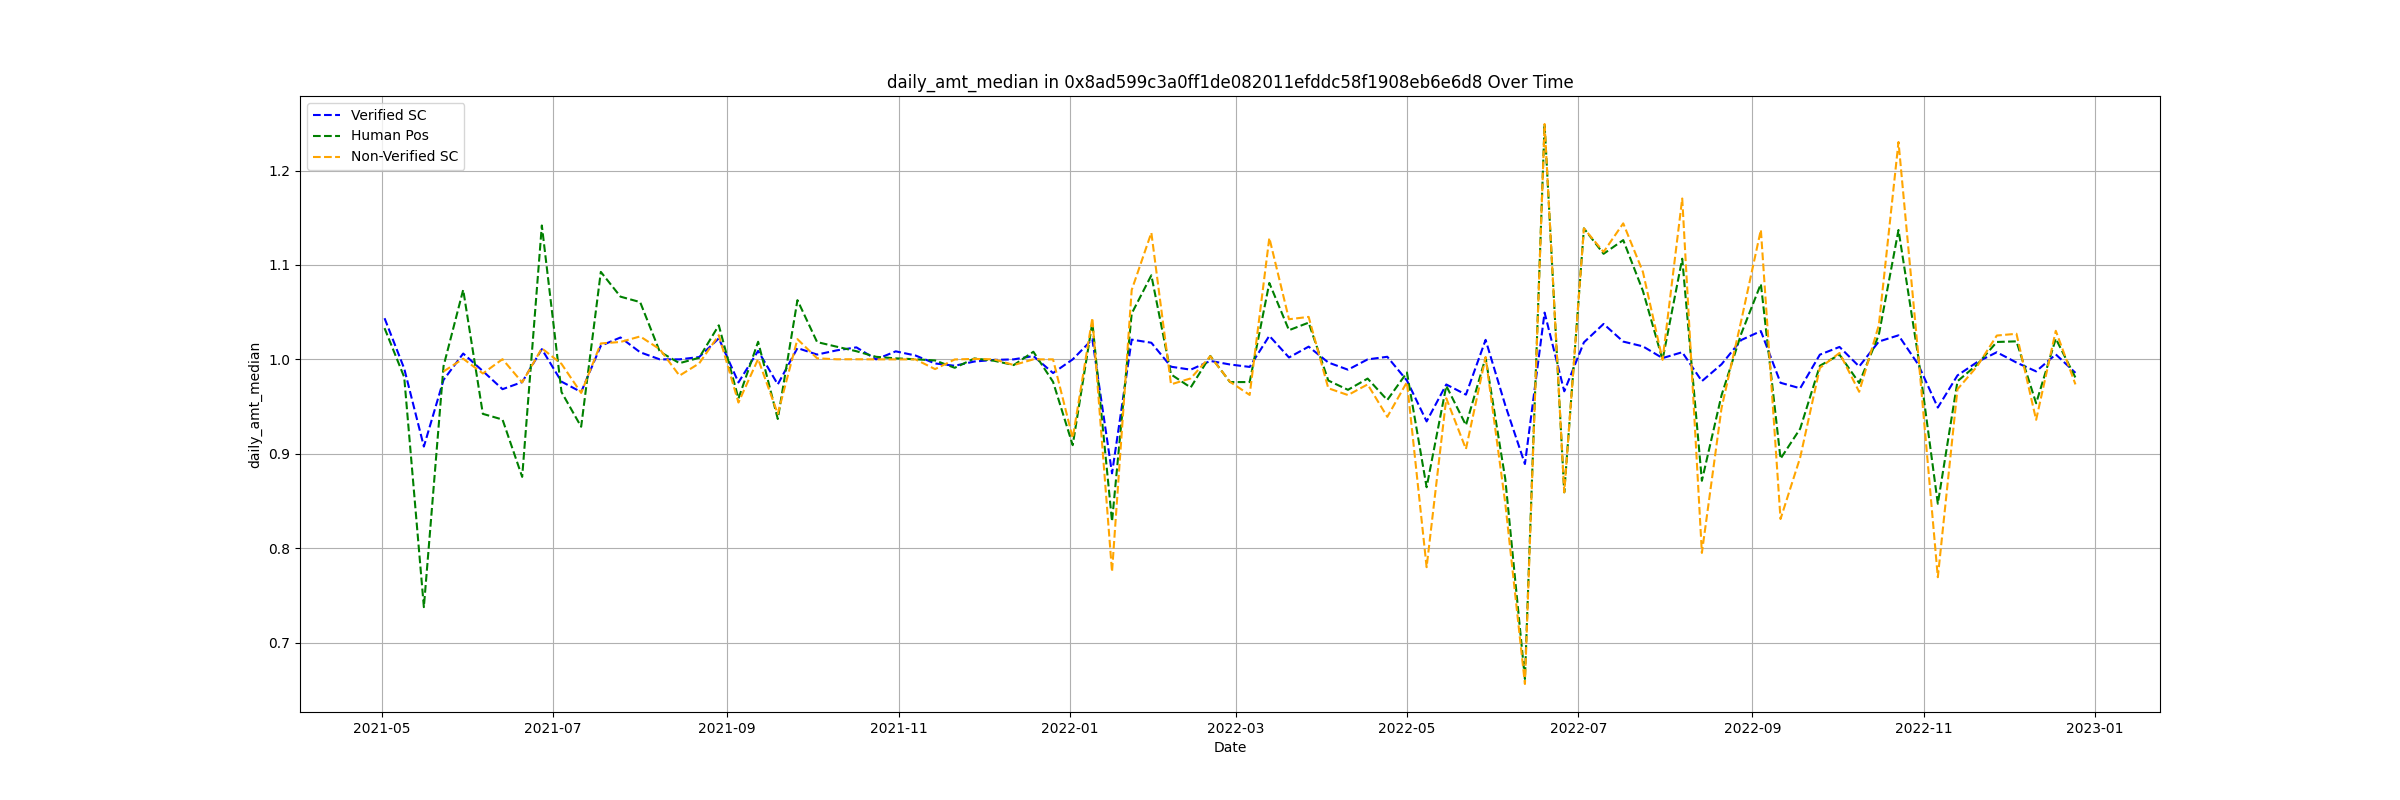 daily_amt_median in 0x8ad599c3a0ff1de082011efddc58f1908eb6e6d8 Over Time
Verified SC
Human Pos
Non-Verified SC
daily_amt_median
1.2
1.1
1.0
0.9
0.8
0.7
2021-05
2021-07
2021-09
2021-11
2022-01
2022-03
2022-05
2022-07
2022-09
2022-11
2023-01
Date